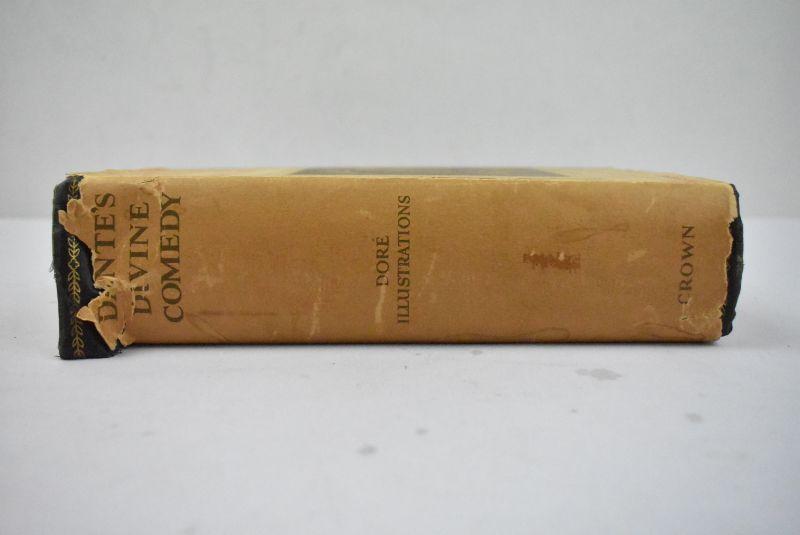 DANTE'S
DIVINE
COMEDY
DORÉ
ILLUSTRATIONS
CROWN